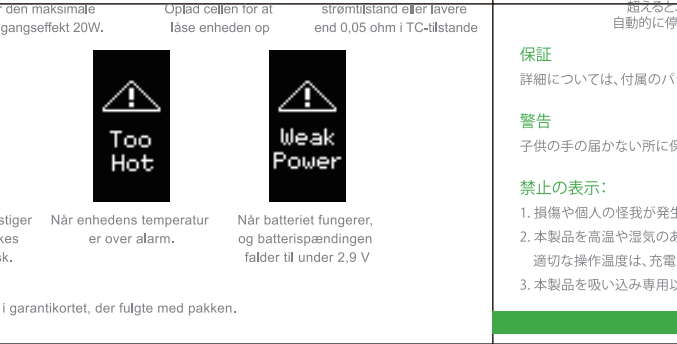 r den maksimale
gangseffekt 20W.
Oplad cellen for at
låse enheden op
strømtilstand eller lavere
end 0,05 ohm i TC-tilstande
Too
Hot
Weak
Power
stiger
kes
sk.
Når enhedens temperatur
er over alarm.
Når batteriet fungerer,
og batterispændingen
falder til under 2,9 V
i garantikortet, der fulgte med pakken.
超えると、
自動的に停
保証
詳細については、付属のパ
警告
子供の手の届かない所に保
禁止の表示:
1. 損傷や個人の怪我が発生
2. 本製品を高温や湿気のあ
適切な操作温度は、充電
3. 本製品を吸い込み専用以